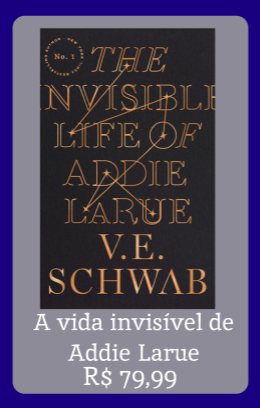 No. 1
THE
INVISIBLE
LIFE OF
ADDIE
LARUE
V.E.
SCHWAB
A vida invisível de
Addie Larue
R$ 79,99